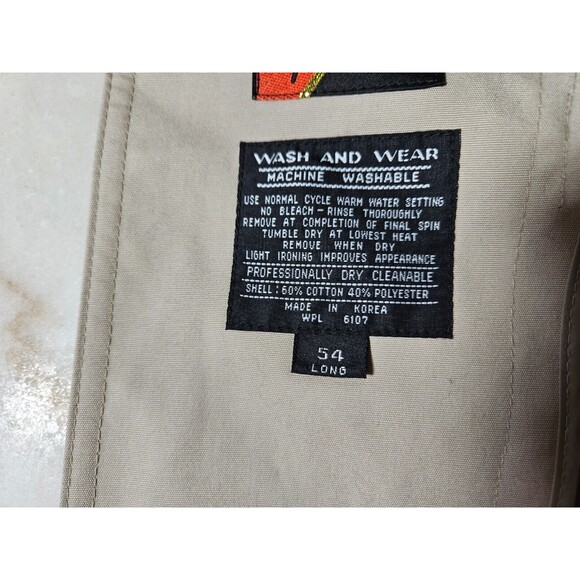 WASH AND WEAR
MACHINE WASHABLE
USE NORMAL CYCLE WARM WATER SETTING
NO BLEACH - RINSE THOROUGHLY
REMOVE AT COMPLETION OF FINAL SPIN
TUMBLE DRY AT LOWEST HEAT
REMOVE WHEN DRY
LIGHT IRONING IMPROVES APPEARANCE
PROFESSIONALLY DRY CLEANABLE
SHELL : 60% COTTON 40% POLYESTER
MADE IN KOREA
WPL 6107
54
LONG